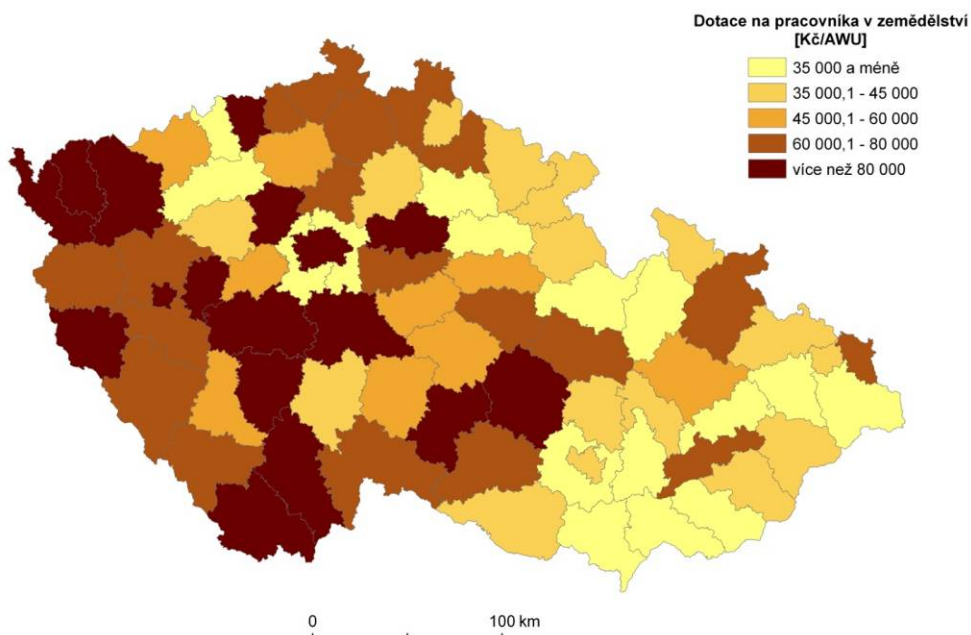 Dotace na pracovníka v zemědělství
[Kč/AWU]
35 000 a méně
35 000,1 - 45 000
45 000,1 - 60 000
60 000,1 - 80 000
více než 80 000
0 100 km